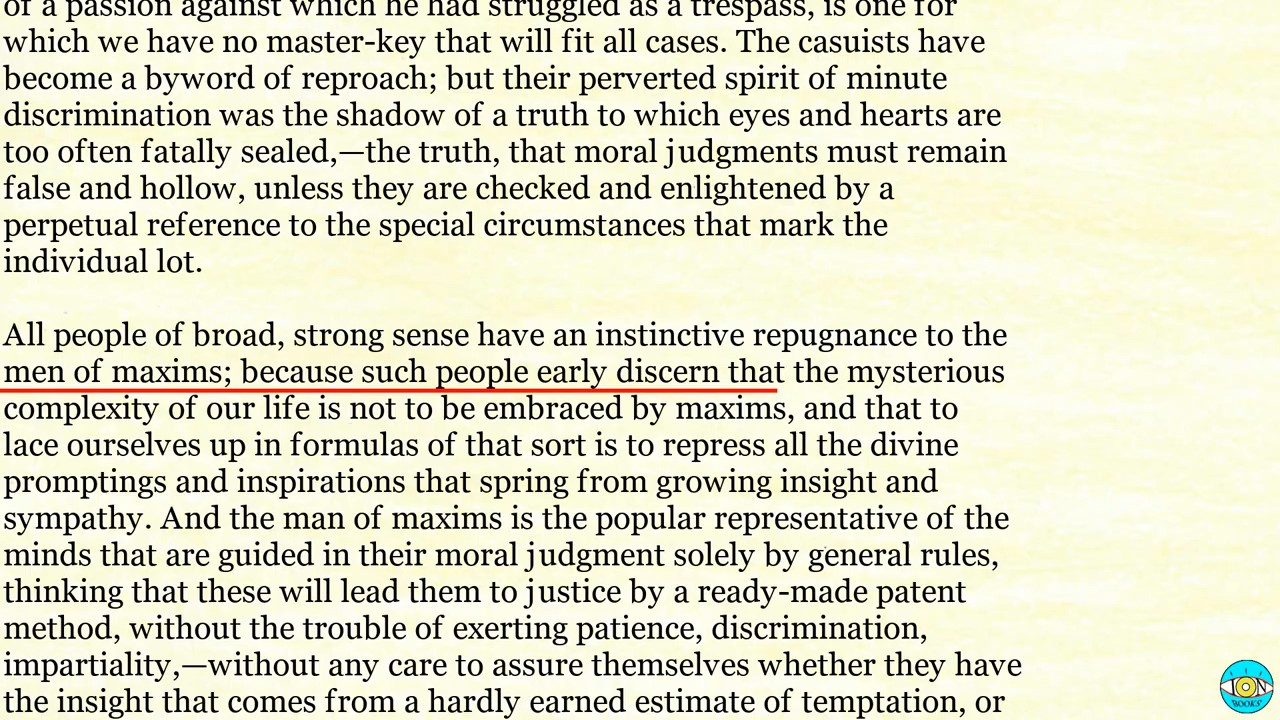 of a passion against which he had struggled as a trespass, is one for
which we have no master-key that will fit all cases. The casuists have
become a byword of reproach; but their perverted spirit of minute
discrimination was the shadow of a truth to which eyes and hearts are
too often fatally sealed,—the truth, that moral judgments must remain
false and hollow, unless they are checked and enlightened by a
perpetual reference to the special circumstances that mark the
individual lot.
All people of broad, strong sense have an instinctive repugnance to the
men of maxims; because such people early discern that the mysterious
complexity of our life is not to be embraced by maxims, and that to
lace ourselves up in formulas of that sort is to repress all the divine
promptings and inspirations that spring from growing insight and
sympathy. And the man of maxims is the popular representative of the
minds that are guided in their moral judgment solely by general rules,
thinking that these will lead them to justice by a ready-made patent
method, without the trouble of exerting patience, discrimination,
impartiality,—without any care to assure themselves whether they have
the insight that comes from a hardly earned estimate of temptation, or
ION
BOOKS